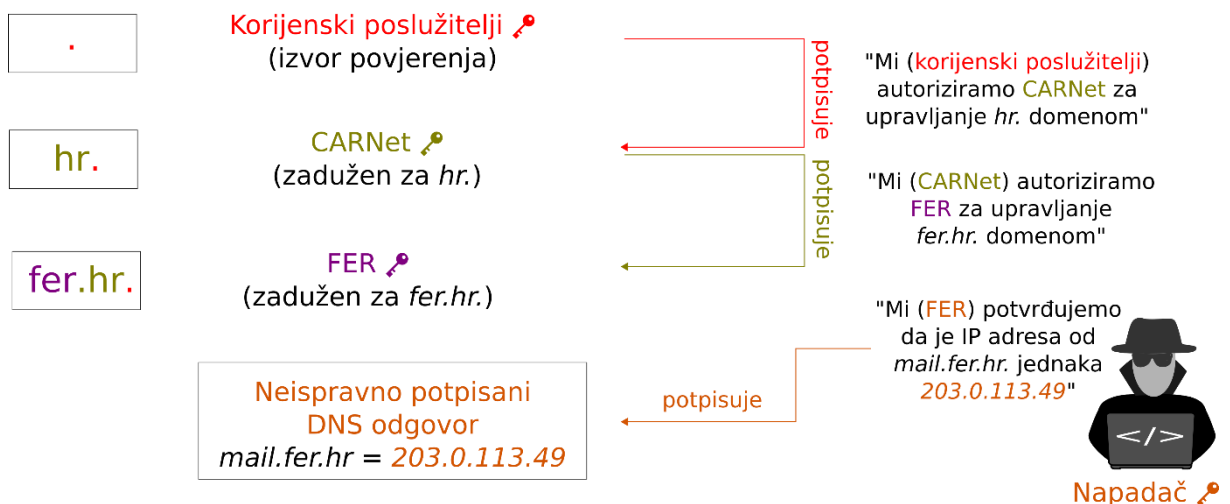 .
Korijenski poslužitelji
(izvor povjerenja)
potpisuje
"Mi (korijenski poslužitelji)
autoriziramo CARNet za
upravljanje hr. domenom"
hr.
CARNet
(zadužen za hr.)
potpisuje
"Mi (CARNet) autoriziramo
FER za upravljanje
fer.hr. domenom"
fer.hr.
FER
(zadužen za fer.hr.)
"Mi (FER) potvrđujemo
da je IP adresa od
mail.fer.hr. jednaka
203.0.113.49"
Neispravno potpisani
DNS odgovor
mail.fer.hr = 203.0.113.49
potpisuje
</>
Napadač